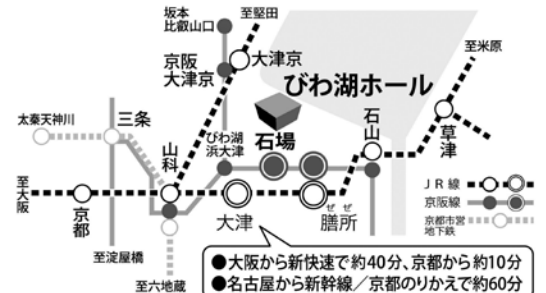 坂本
比叡山口
至堅田
京阪
大津京
大津京
至米原
びわ湖ホール
太秦天神川
三条
山科
びわ湖
浜大津
石場
石山
草津
至大阪
京都
大津
ぜぜ
膳所
JR線
京阪線
京都市営
地下鉄
至淀屋橋
至六地蔵
●大阪から新快速で約40分、京都から約10分
●名古屋から新幹線/京都のりかえで約60分